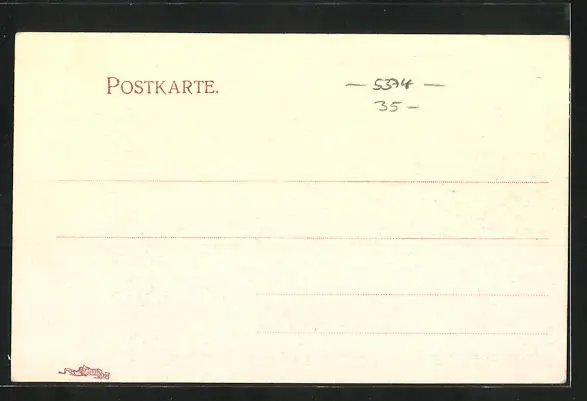 POSTKARTE.
— 5374 —
35 —